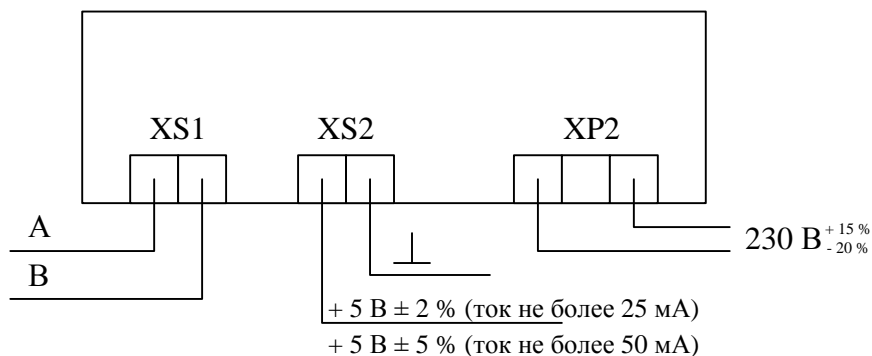 XS1 XS2 XP2
A
B
230 В + 15 % - 20 %
+ 5 В ± 2 % (ток не более 25 мА)
+ 5 В ± 5 % (ток не более 50 мА)